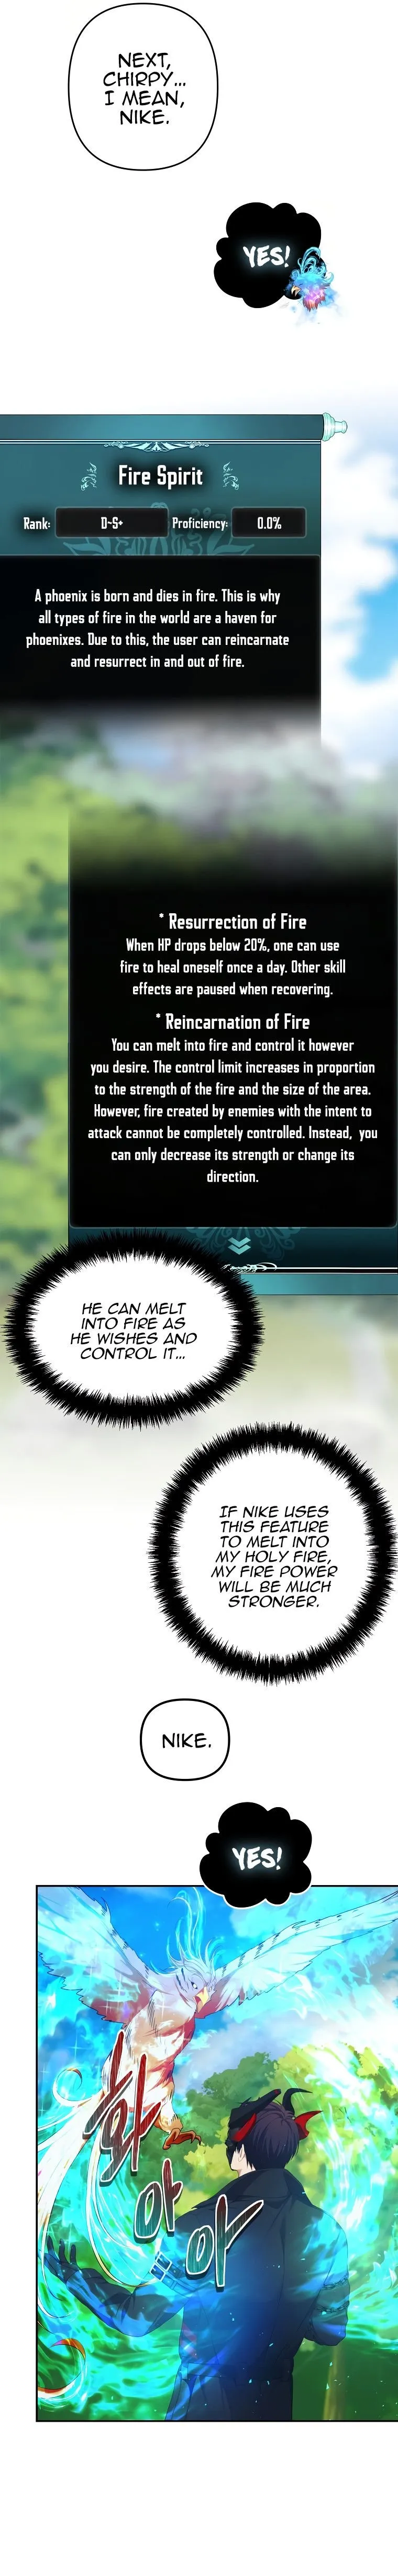 NEXT,
CHIRPY...
I MEAN,
NIKE.
YES!
Fire Spirit
Rank: D~S+ Proficiency: 0.0%
A phoenix is born and dies in fire. This is why
all types of fire in the world are a haven for
phoenixes. Due to this, the user can reincarnate
and resurrect in and out of fire.
* Resurrection of Fire
When HP drops below 20%, one can use
fire to heal oneself once a day. Other skill
effects are paused when recovering.
* Reincarnation of Fire
You can melt into fire and control it however
you desire. The control limit increases in proportion
to the strength of the fire and the size of the area.
However, fire created by enemies with the intent to
attack cannot be completely controlled. Instead, you
can only decrease its strength or change its
direction.
HE CAN MELT
INTO FIRE AS
HE WISHES AND
CONTROL IT...
IF NIKE USES
THIS FEATURE
TO MELT INTO
MY HOLY FIRE,
MY FIRE POWER
WILL BE MUCH
STRONGER.
NIKE.
YES!
화
아
아